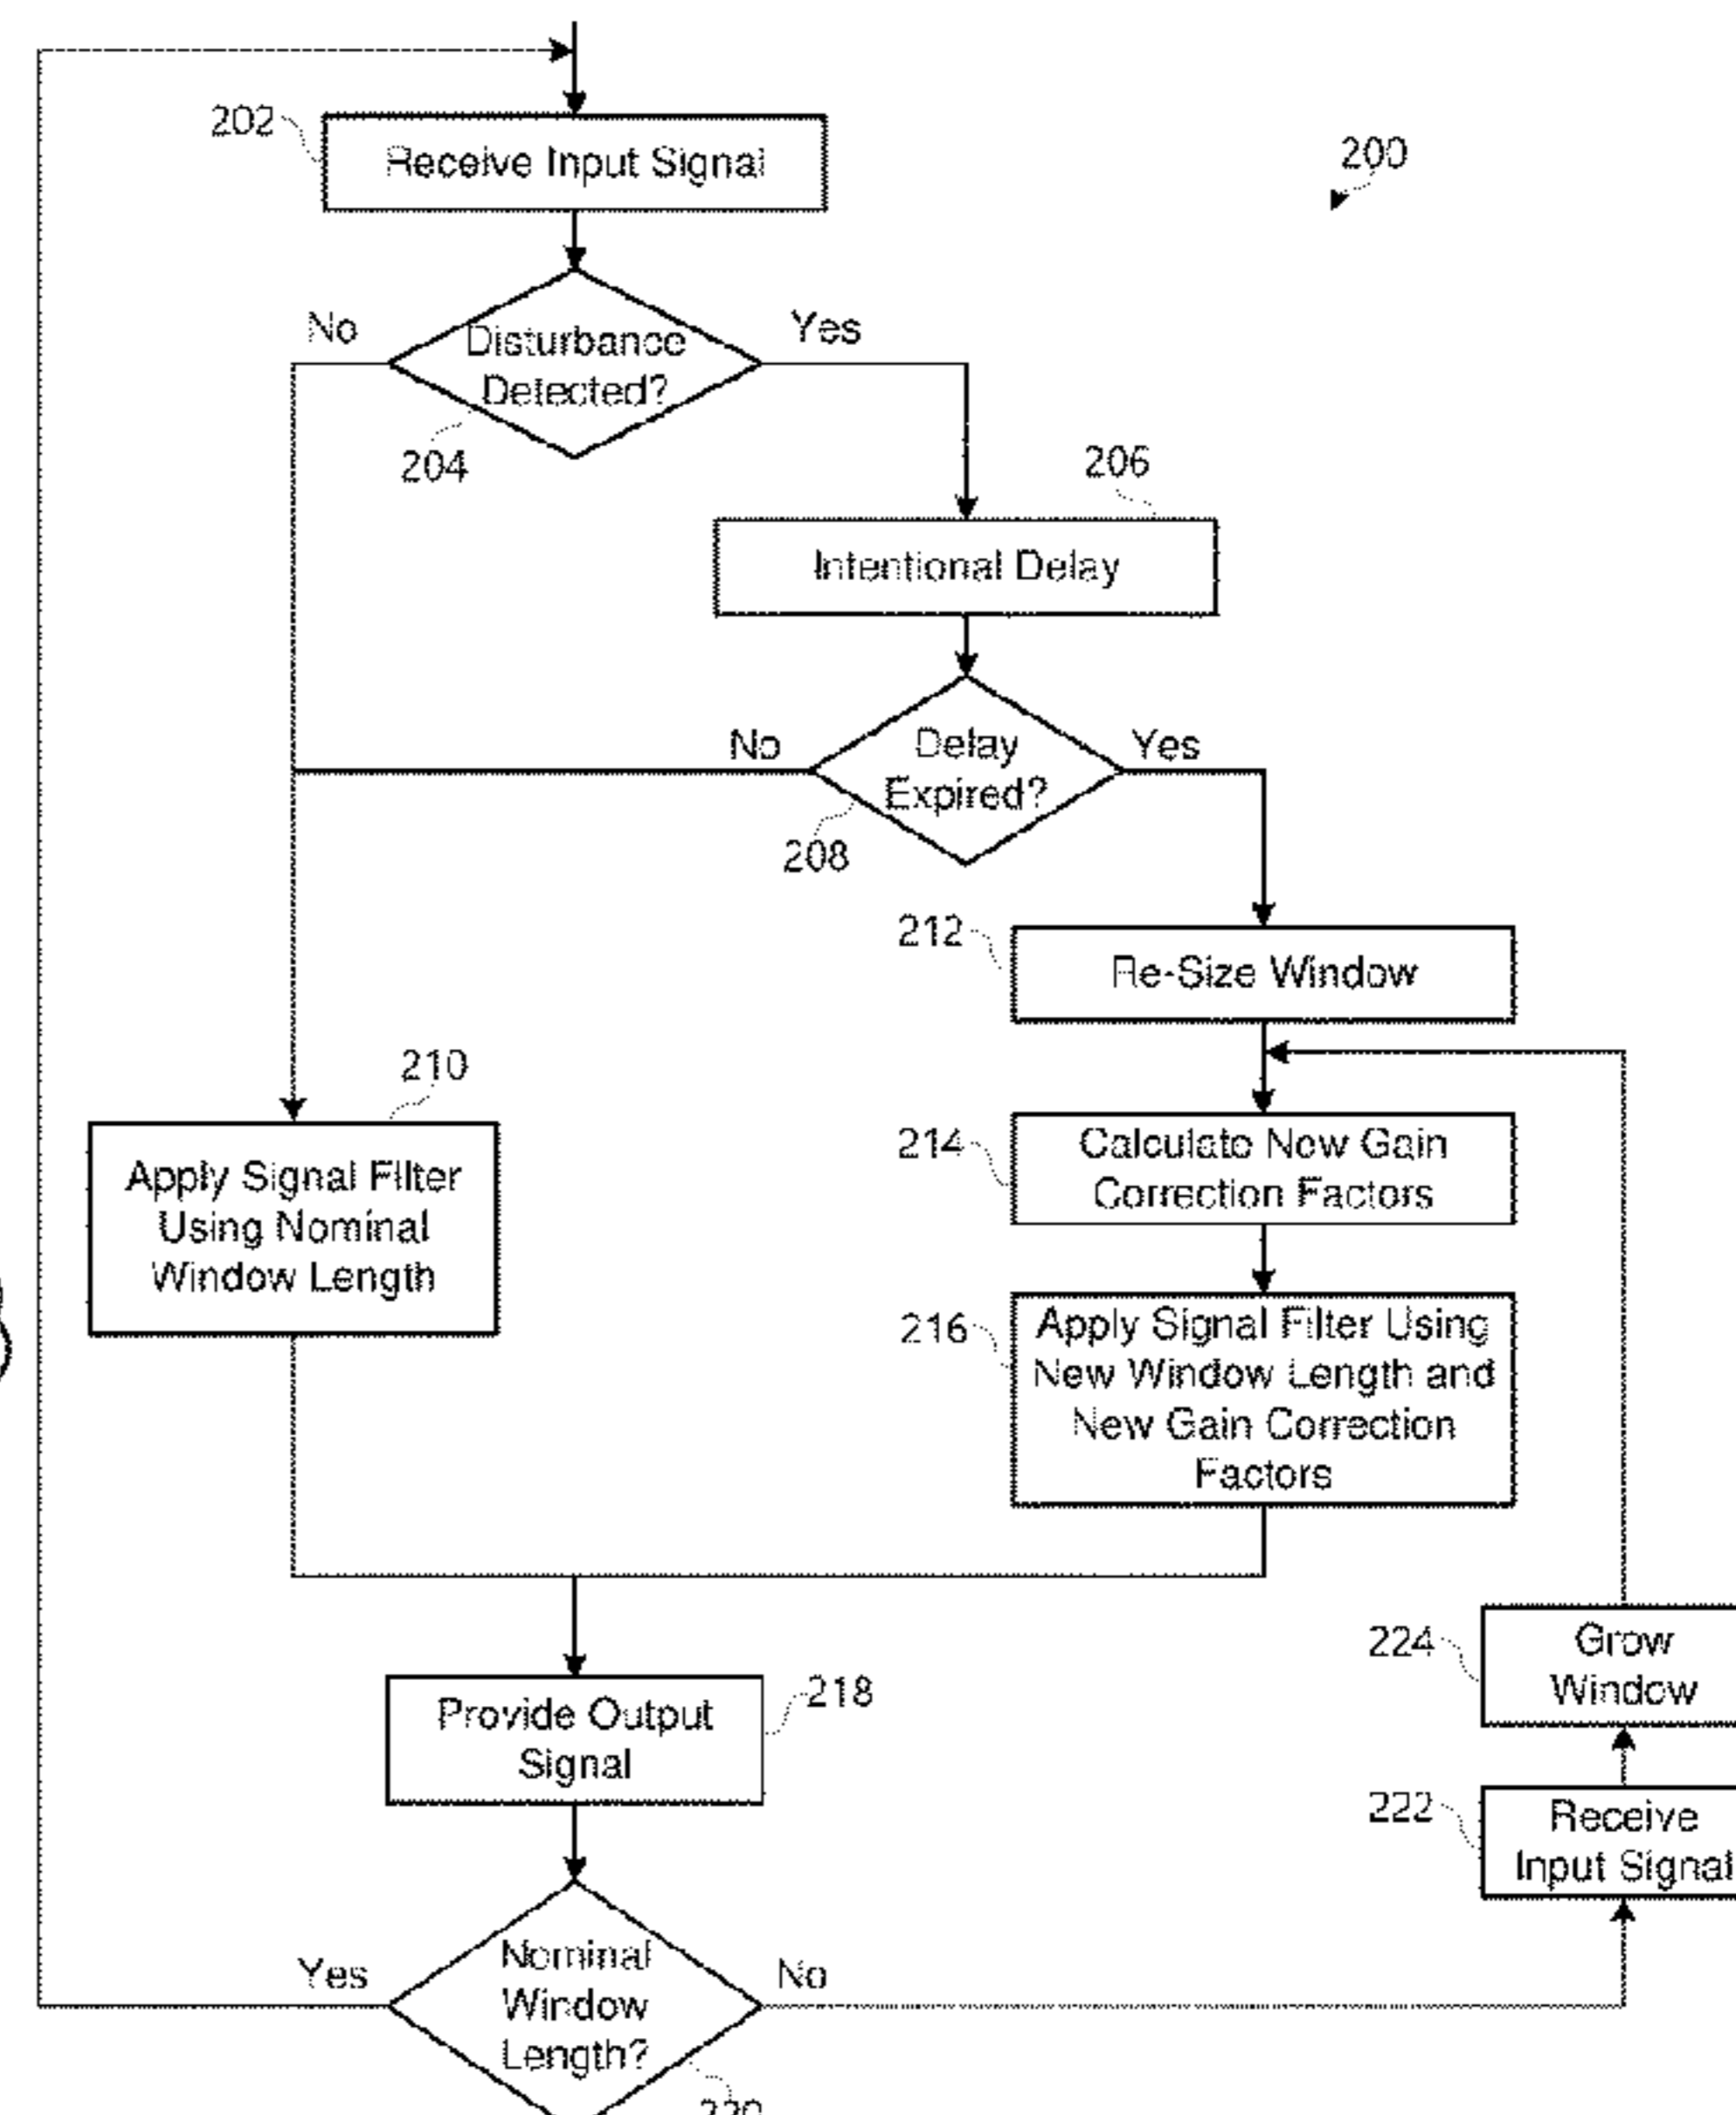 202
Receive Input Signal
200
No
Yes
Disturbance
Detected?
204
206
Intentional Delay
No
Yes
Delay
Expired?
208
212
Re-Size Window
210
Apply Signal Filter
Using Nominal
Window Length
214
Calculate New Gain
Correction Factors
216
Apply Signal Filter Using
New Window Length and
New Gain Correction
Factors
218
Provide Output
Signal
224
Grow
Window
222
Receive
Input Signal
Yes
No
Nominal
Window
Length?